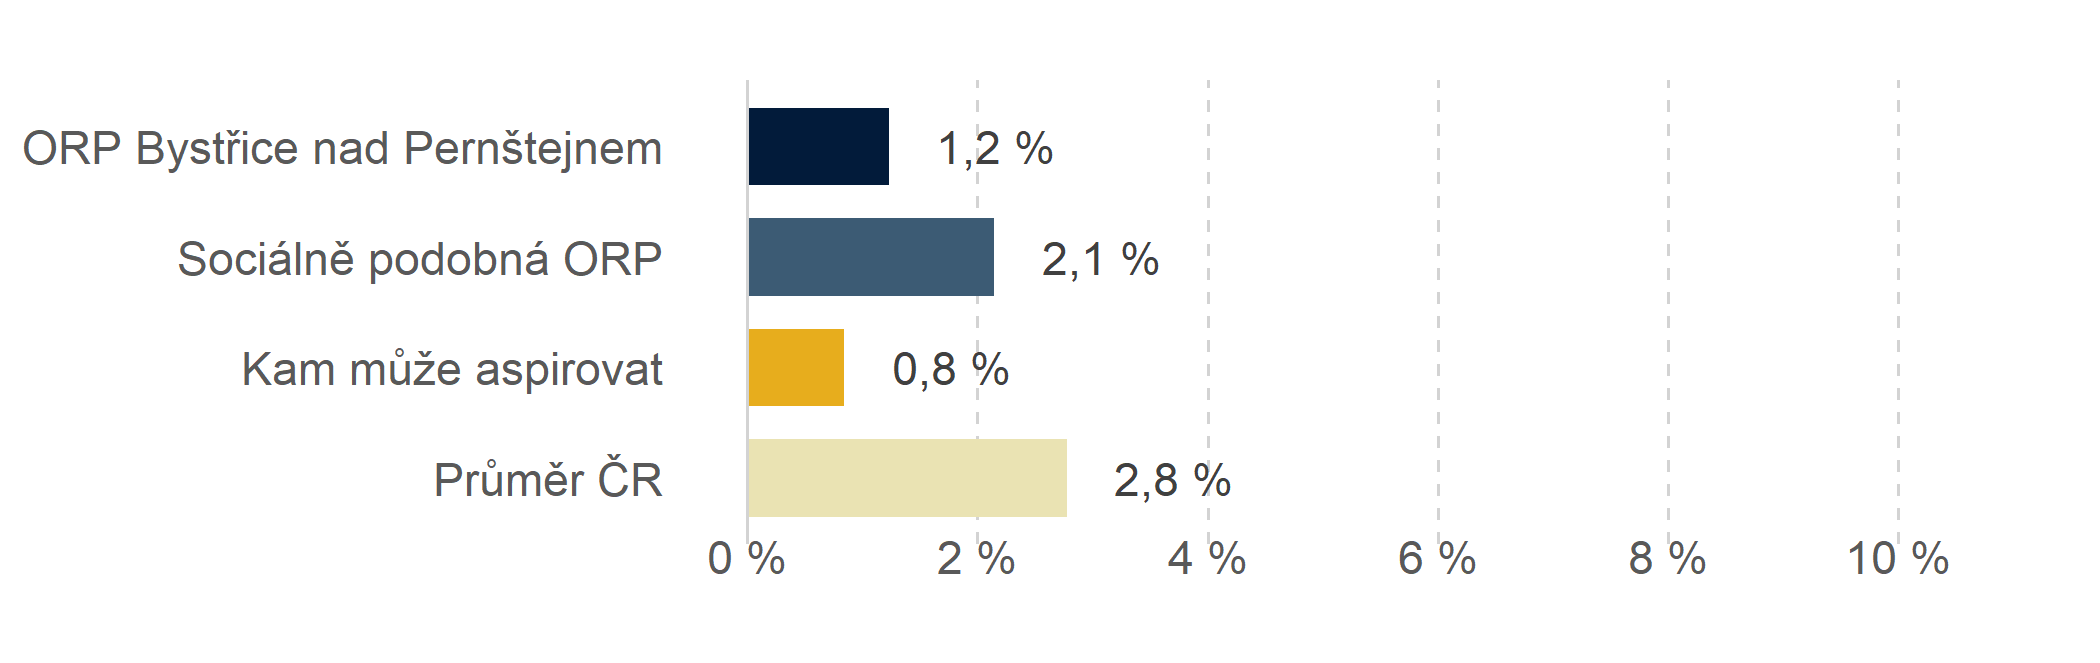 ORP Bystřice nad Pernštejnem 1,2 %
Sociálně podobná ORP 2,1 %
Kam může aspirovat 0,8 %
Průměr ČR 2,8 %
0 % 2 % 4 % 6 % 8 % 10 %